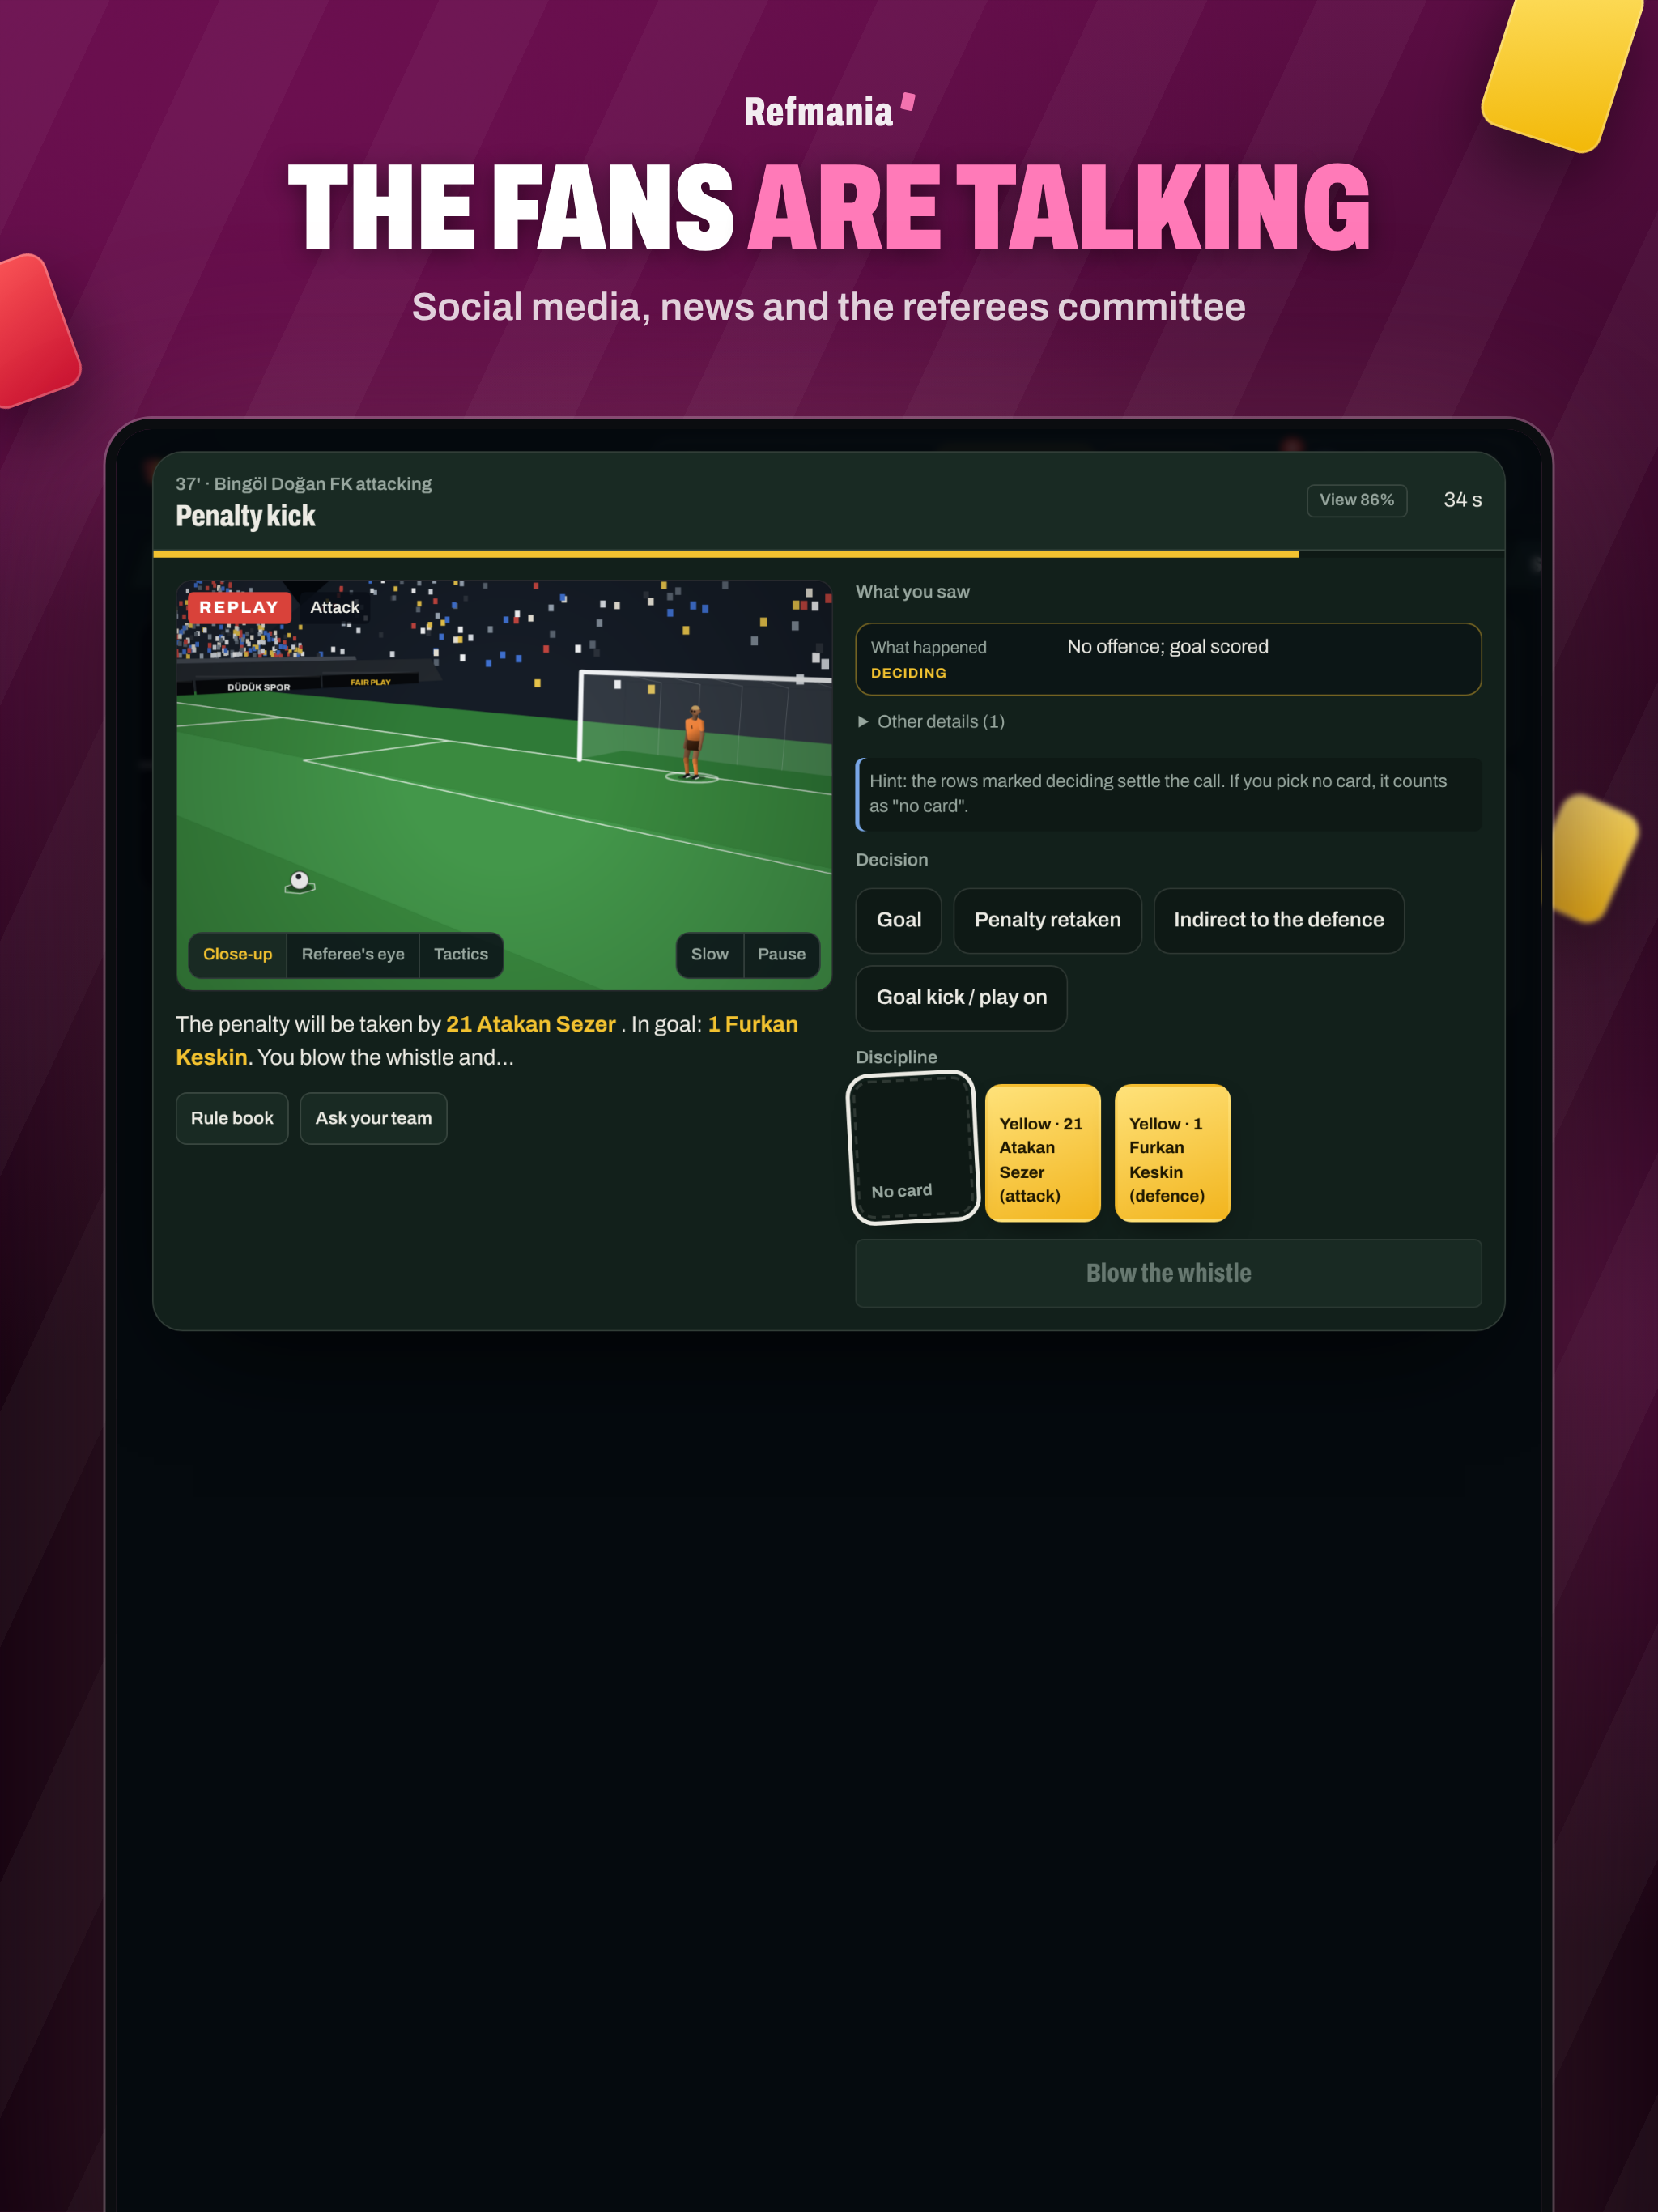 Refmania
THE FANS ARE TALKING
Social media, news and the referees committee
37' · Bingöl Doğan FK attacking
Penalty kick
View 86%
34 s
REPLAY
Attack
DÜDÜK SPOR
FAIR PLAY
Close-up
Referee's eye
Tactics
Slow
Pause
The penalty will be taken by 21 Atakan Sezer . In goal: 1 Furkan
Keskin. You blow the whistle and...
Rule book
Ask your team
What you saw
What happened
No offence; goal scored
DECIDING
Other details (1)
Hint: the rows marked deciding settle the call. If you pick no card, it counts
as "no card".
Decision
Goal
Penalty retaken
Indirect to the defence
Goal kick / play on
Discipline
No card
Yellow · 21
Atakan
Sezer
(attack)
Yellow · 1
Furkan
Keskin
(defence)
Blow the whistle